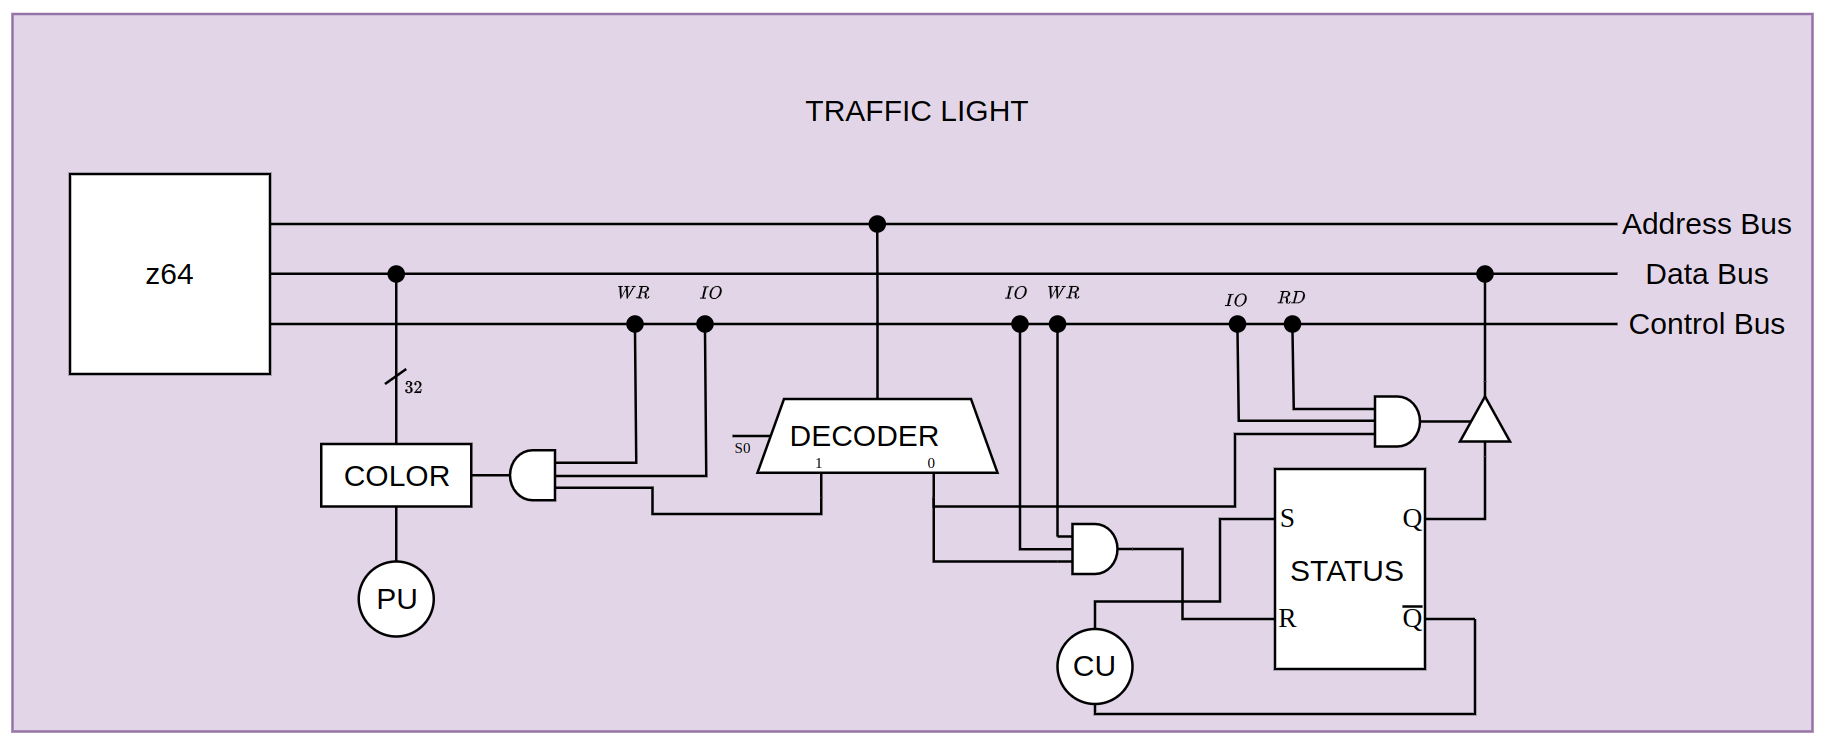 TRAFFIC LIGHT
z64
Address Bus
Data Bus
Control Bus
WR
IO
IO
WR
IO
RD
32
COLOR
PU
S0
DECODER
1
0
S
Q
STATUS
R
Q̅
CU